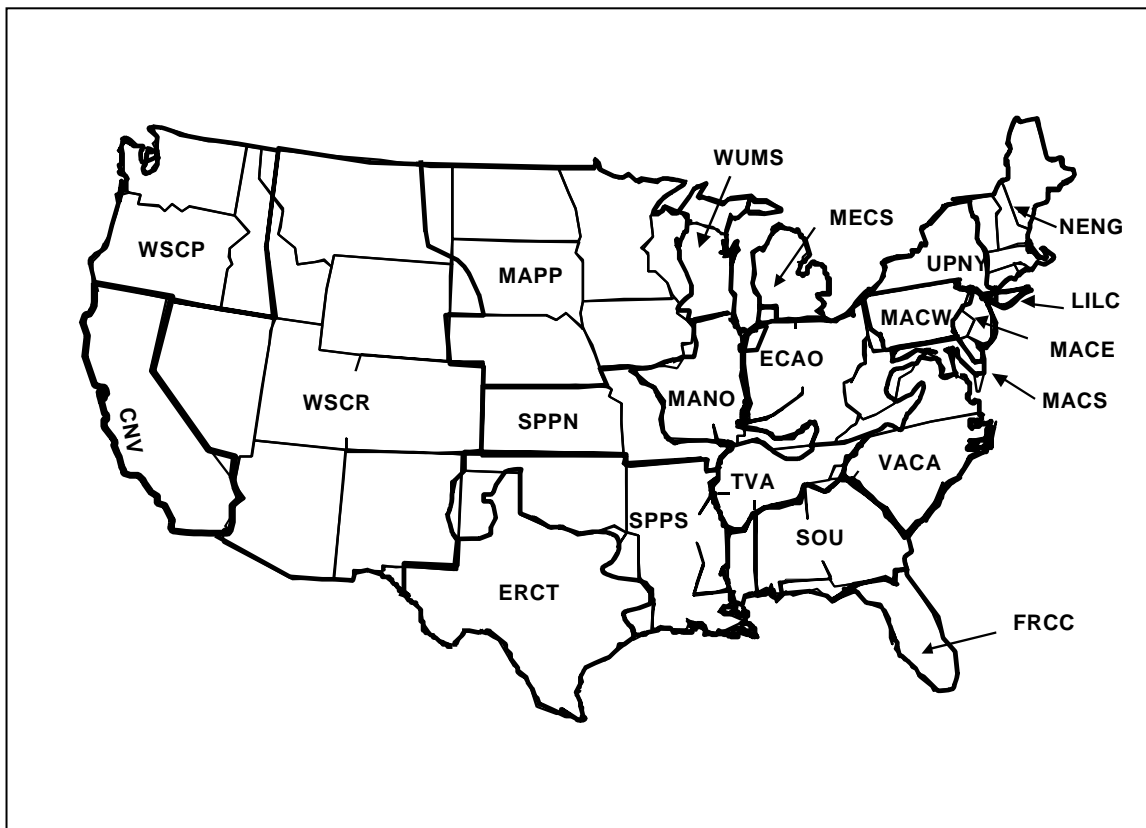 WUMS
MECS
NENG
WSCP
UPNY
MAPP
LILC
MACW
MACE
ECAO
MACS
WSCR
MANO
CNV
SPPN
VACA
TVA
SPPS
SOU
ERCT
FRCC